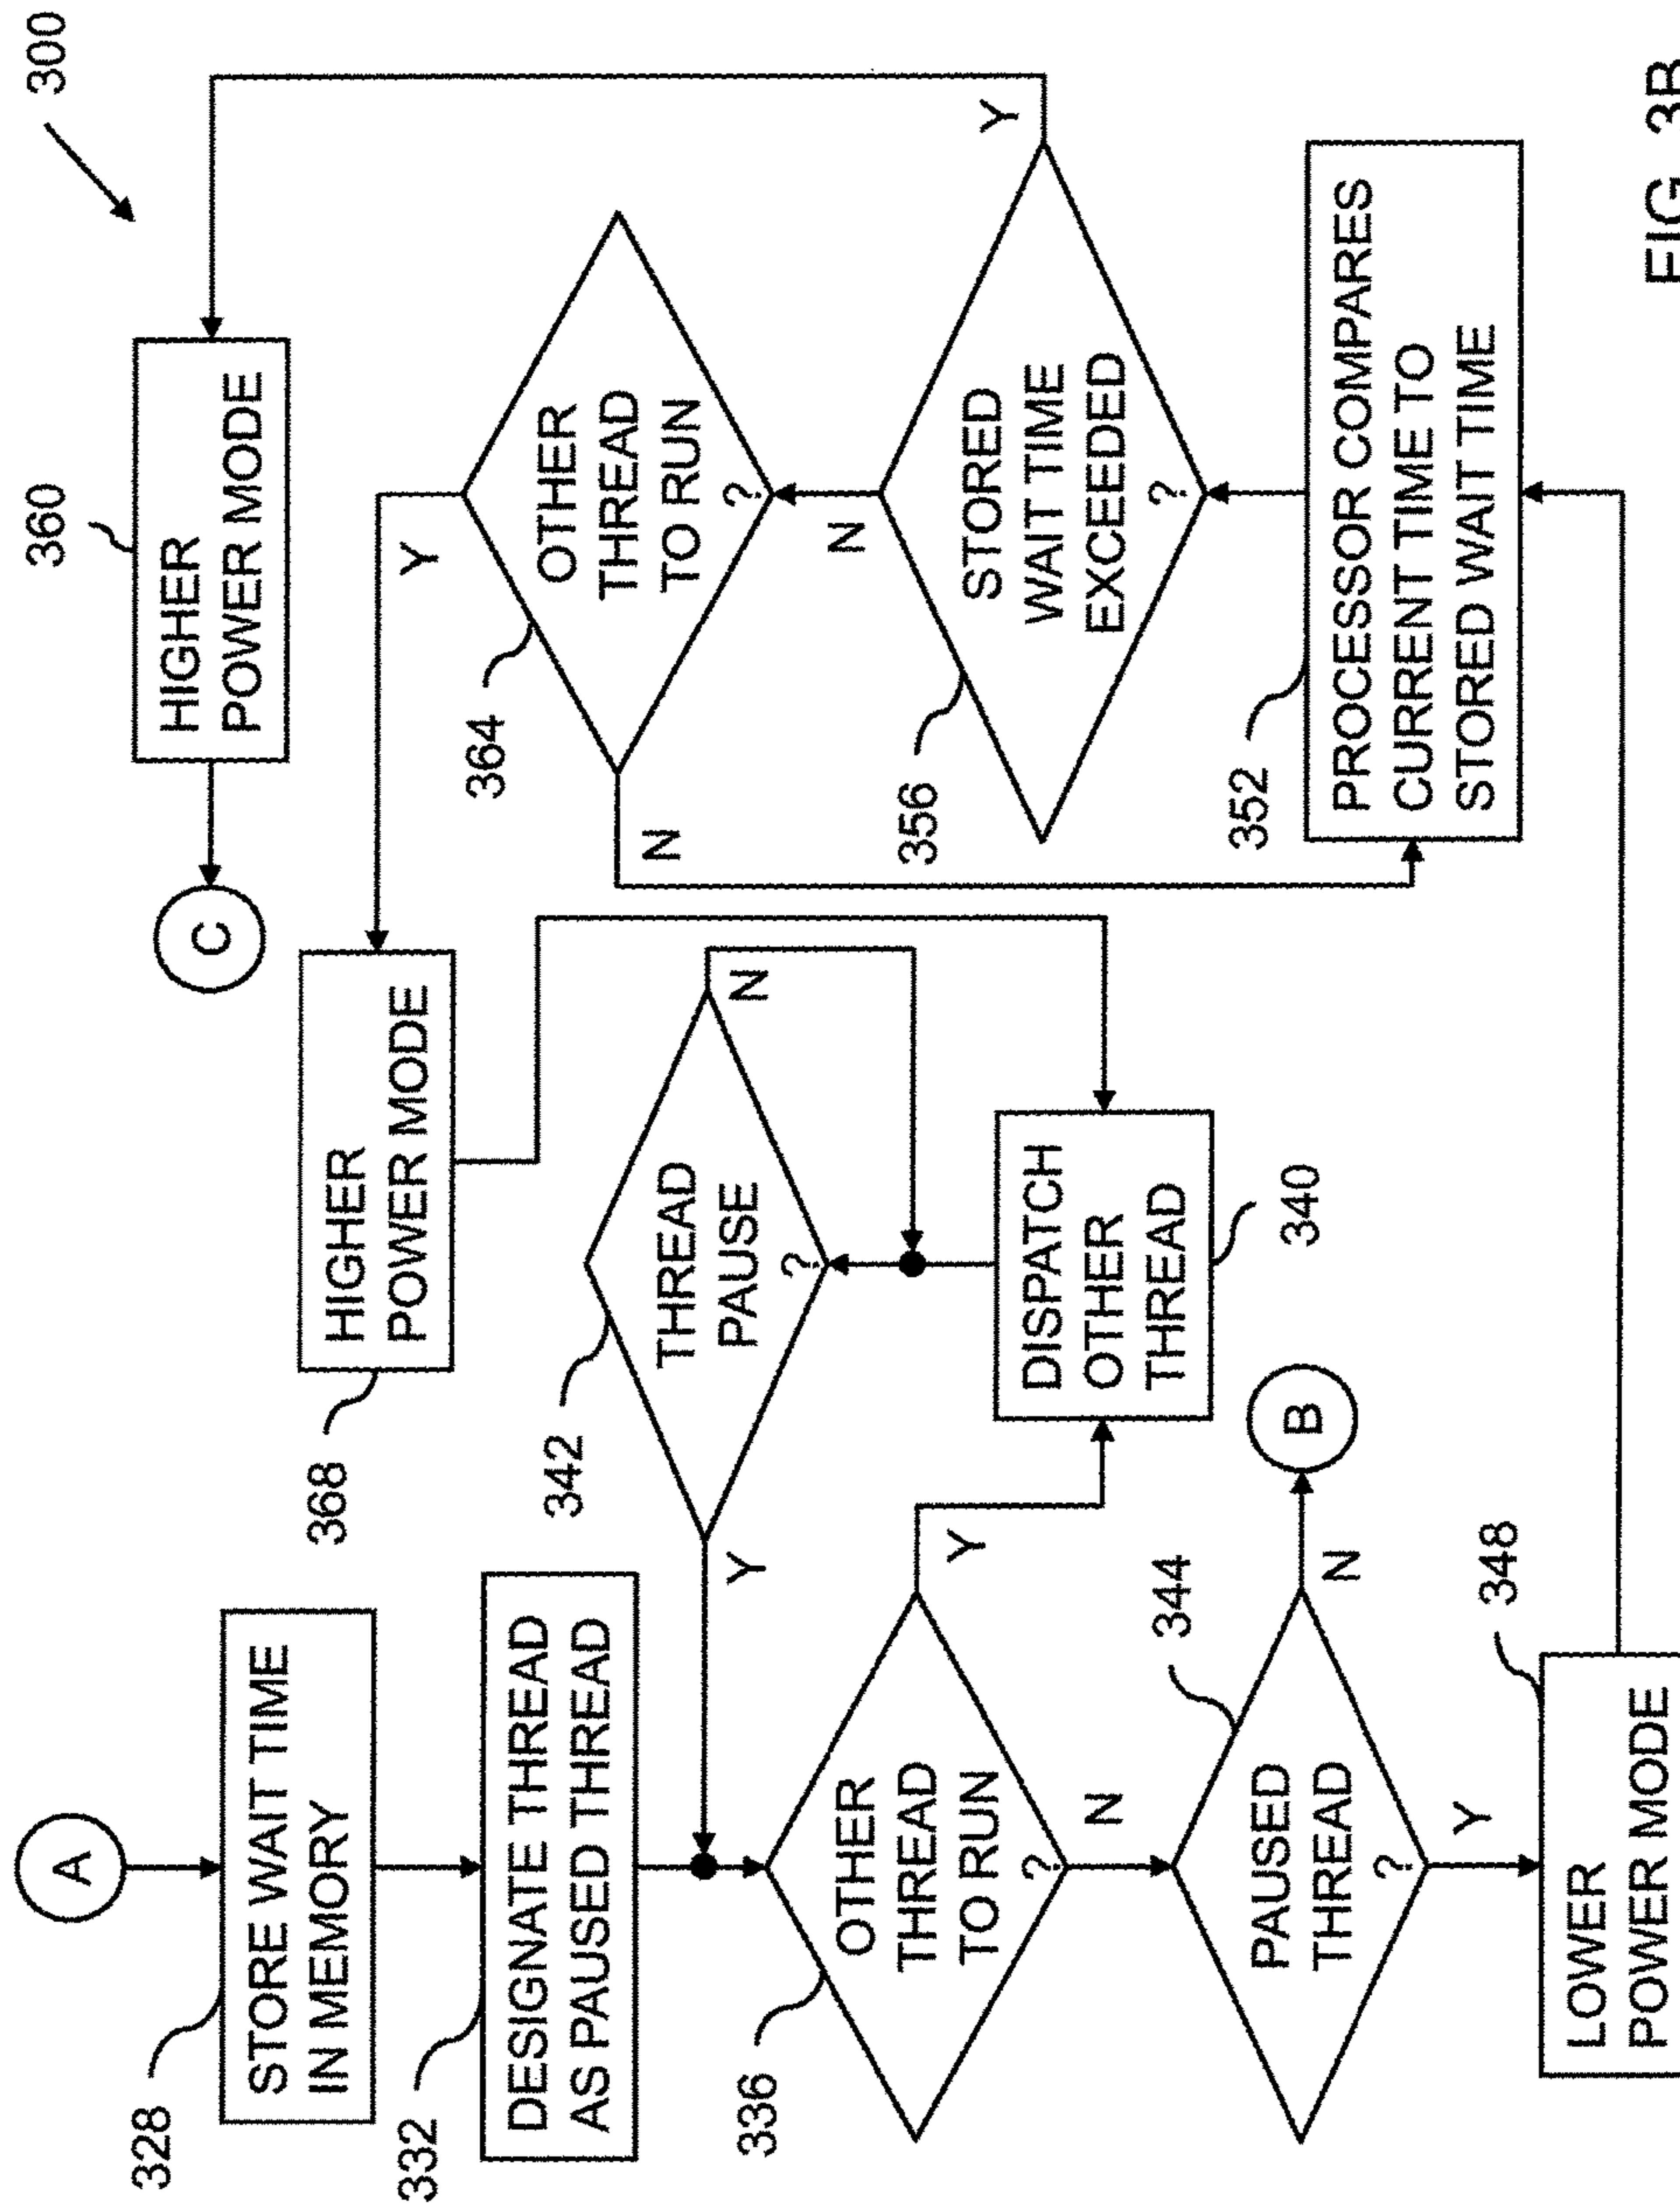 300
A
328
STORE WAIT TIME
IN MEMORY
332
DESIGNATE THREAD
AS PAUSED THREAD
336
OTHER
THREAD
TO RUN
?
Y
N
344
PAUSED
THREAD
?
N
B
Y
348
LOWER
POWER MODE
368
HIGHER
POWER MODE
342
THREAD
PAUSE
?
Y
N
DISPATCH
OTHER
THREAD
340
C
360
HIGHER
POWER MODE
364
OTHER
THREAD
TO RUN
?
Y
N
356
STORED
WAIT TIME
EXCEEDED
?
N
Y
352
PROCESSOR COMPARES
CURRENT TIME TO
STORED WAIT TIME
FIG. 3B